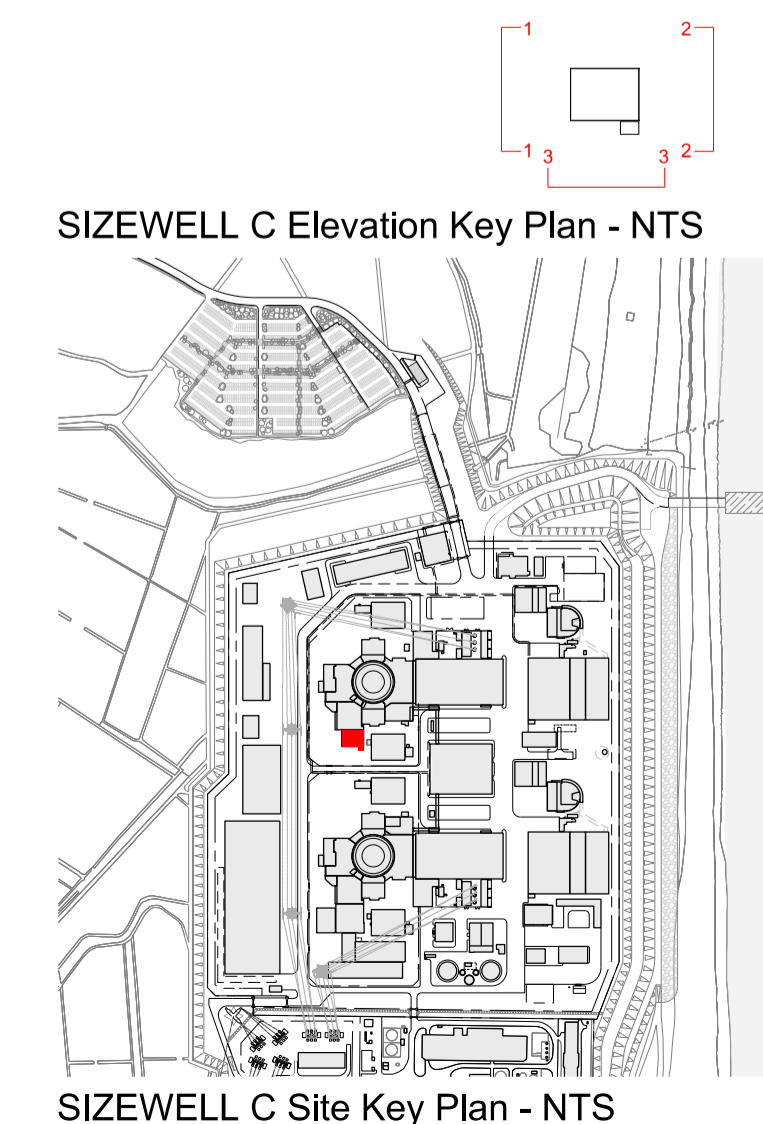 1 2
1 3 3 2
SIZEWELL C Elevation Key Plan - NTS
SIZEWELL C Site Key Plan - NTS